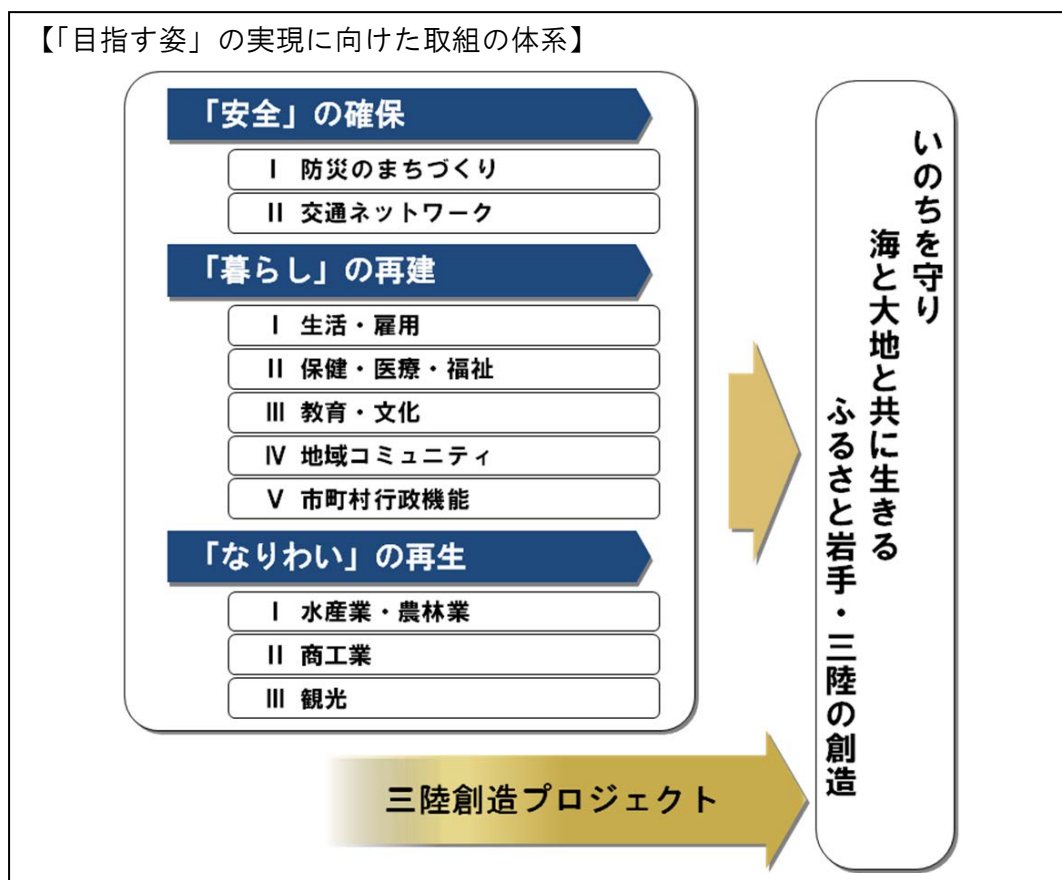 【「目指す姿」の実現に向けた取組の体系】
「安全」の確保
Ⅰ 防災のまちづくり
Ⅱ 交通ネットワーク
「暮らし」の再建
Ⅰ 生活・雇用
Ⅱ 保健・医療・福祉
Ⅲ 教育・文化
Ⅳ 地域コミュニティ
Ⅴ 市町村行政機能
「なりわい」の再生
Ⅰ 水産業・農林業
Ⅱ 商工業
Ⅲ 観光
三陸創造プロジェクト
いのちを守り
海と大地と共に生きる
ふるさと岩手・三陸の創造